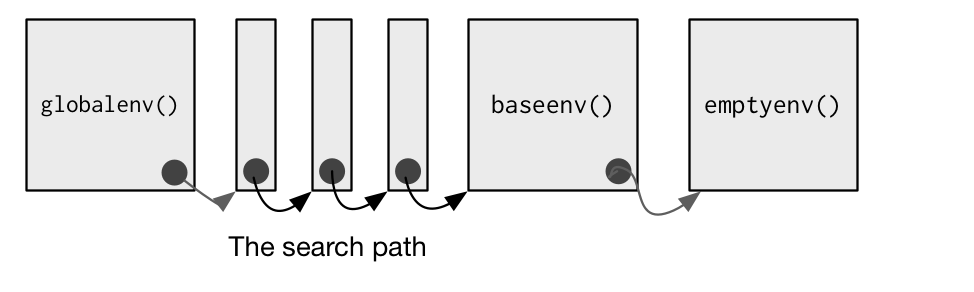 globalenv()
baseenv()
emptyenv()
The search path